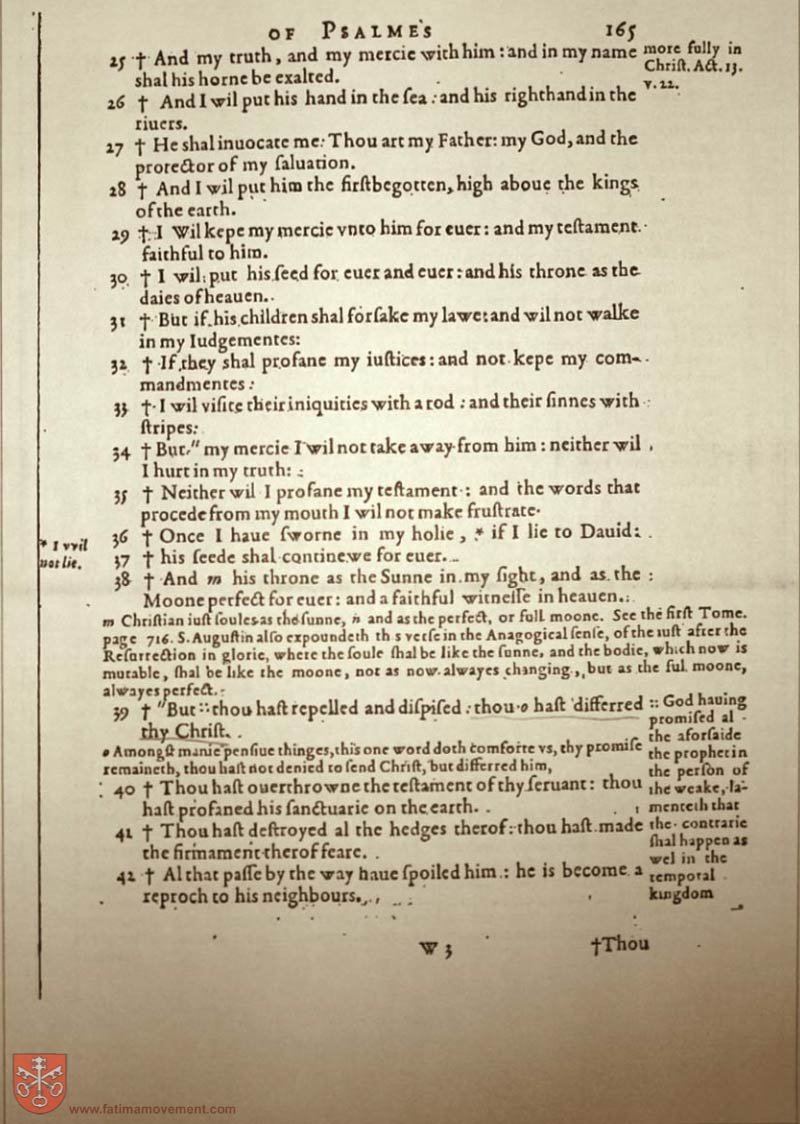 OF PSALMES 165
25 † And my truth, and my mercie with him : and in my name
shal his horne be exalted.
more fully in
Chriſt. Act. 13.
v. 22.
26 † And I wil put his hand in the ſea : and his righthand in the
riuers.
27 † He shal inuocate me: Thou art my Father: my God, and the
protector of my ſaluation.
28 † And I wil put him the firſtbegotten, high aboue the kings
of the earth.
29 † I Wil kepe my mercie vnto him for euer: and my teſtament
faithful to him.
30 † I wil put his ſeed for euer and euer: and his throne as the
daies of heauen.
31 † But if his children shal forſake my lawe: and wil not walke
in my Iudgementes:
32 † If they shal profane my iuſtices: and not kepe my com-
mandmentes :
33 † I wil viſite their iniquities with a rod : and their ſinnes with
ſtripes:
34 † But " my mercie I wil not take away from him : neither wil
I hurt in my truth:
35 † Neither wil I profane my teſtament : and the words that
procede from my mouth I wil not make fruſtrate.
36 † Once I haue ſworne in my holie, * if I lie to Dauid:
* I vvil
not lie.
37 † his ſeede shal continewe for euer.
38 † And m his throne as the Sunne in my ſight, and as the
Moone perfect for euer: and a faithful witneſſe in heauen.
m Chriſtian iuſt ſoules as the ſunne, n and as the perfect, or full moone. See the firſt Tome.
page 716. S. Auguſtin alſo expoundeth th s verſe in the Anagogical ſenſe, of the iuſt after the
Reſurrection in glorie, where the ſoule ſhal be like the ſunne, and the bodie, which now is
mutable, ſhal be like the moone, not as now alwayes changing, but as the ful moone,
alwayes perfect.
39 † "But :: thou haſt repelled and diſpiſed : thou o haſt differred
thy Chriſt.
o Amongſt manie penſiue thinges, this one word doth comforte vs, thy promiſe
remaineth, thou haſt not denied to ſend Chriſt, but differred him,
40 † Thou haſt ouerthrowne the teſtament of thy ſeruant: thou
haſt profaned his ſanctuarie on the earth.
41 † Thou haſt deſtroyed al the hedges therof: thou haſt made
the firmament therof feare.
42 † Al that paſſe by the way haue ſpoiled him : he is become a
reproch to his neighbours.
:: God hauing
promiſed al
the aforſaide
the prophet in
the perſon of
the weake, la-
menteth that
the contrarie
ſhal happen as
wel in the
temporal
kingdom
W 3 †Thou
www.fatimamovement.com